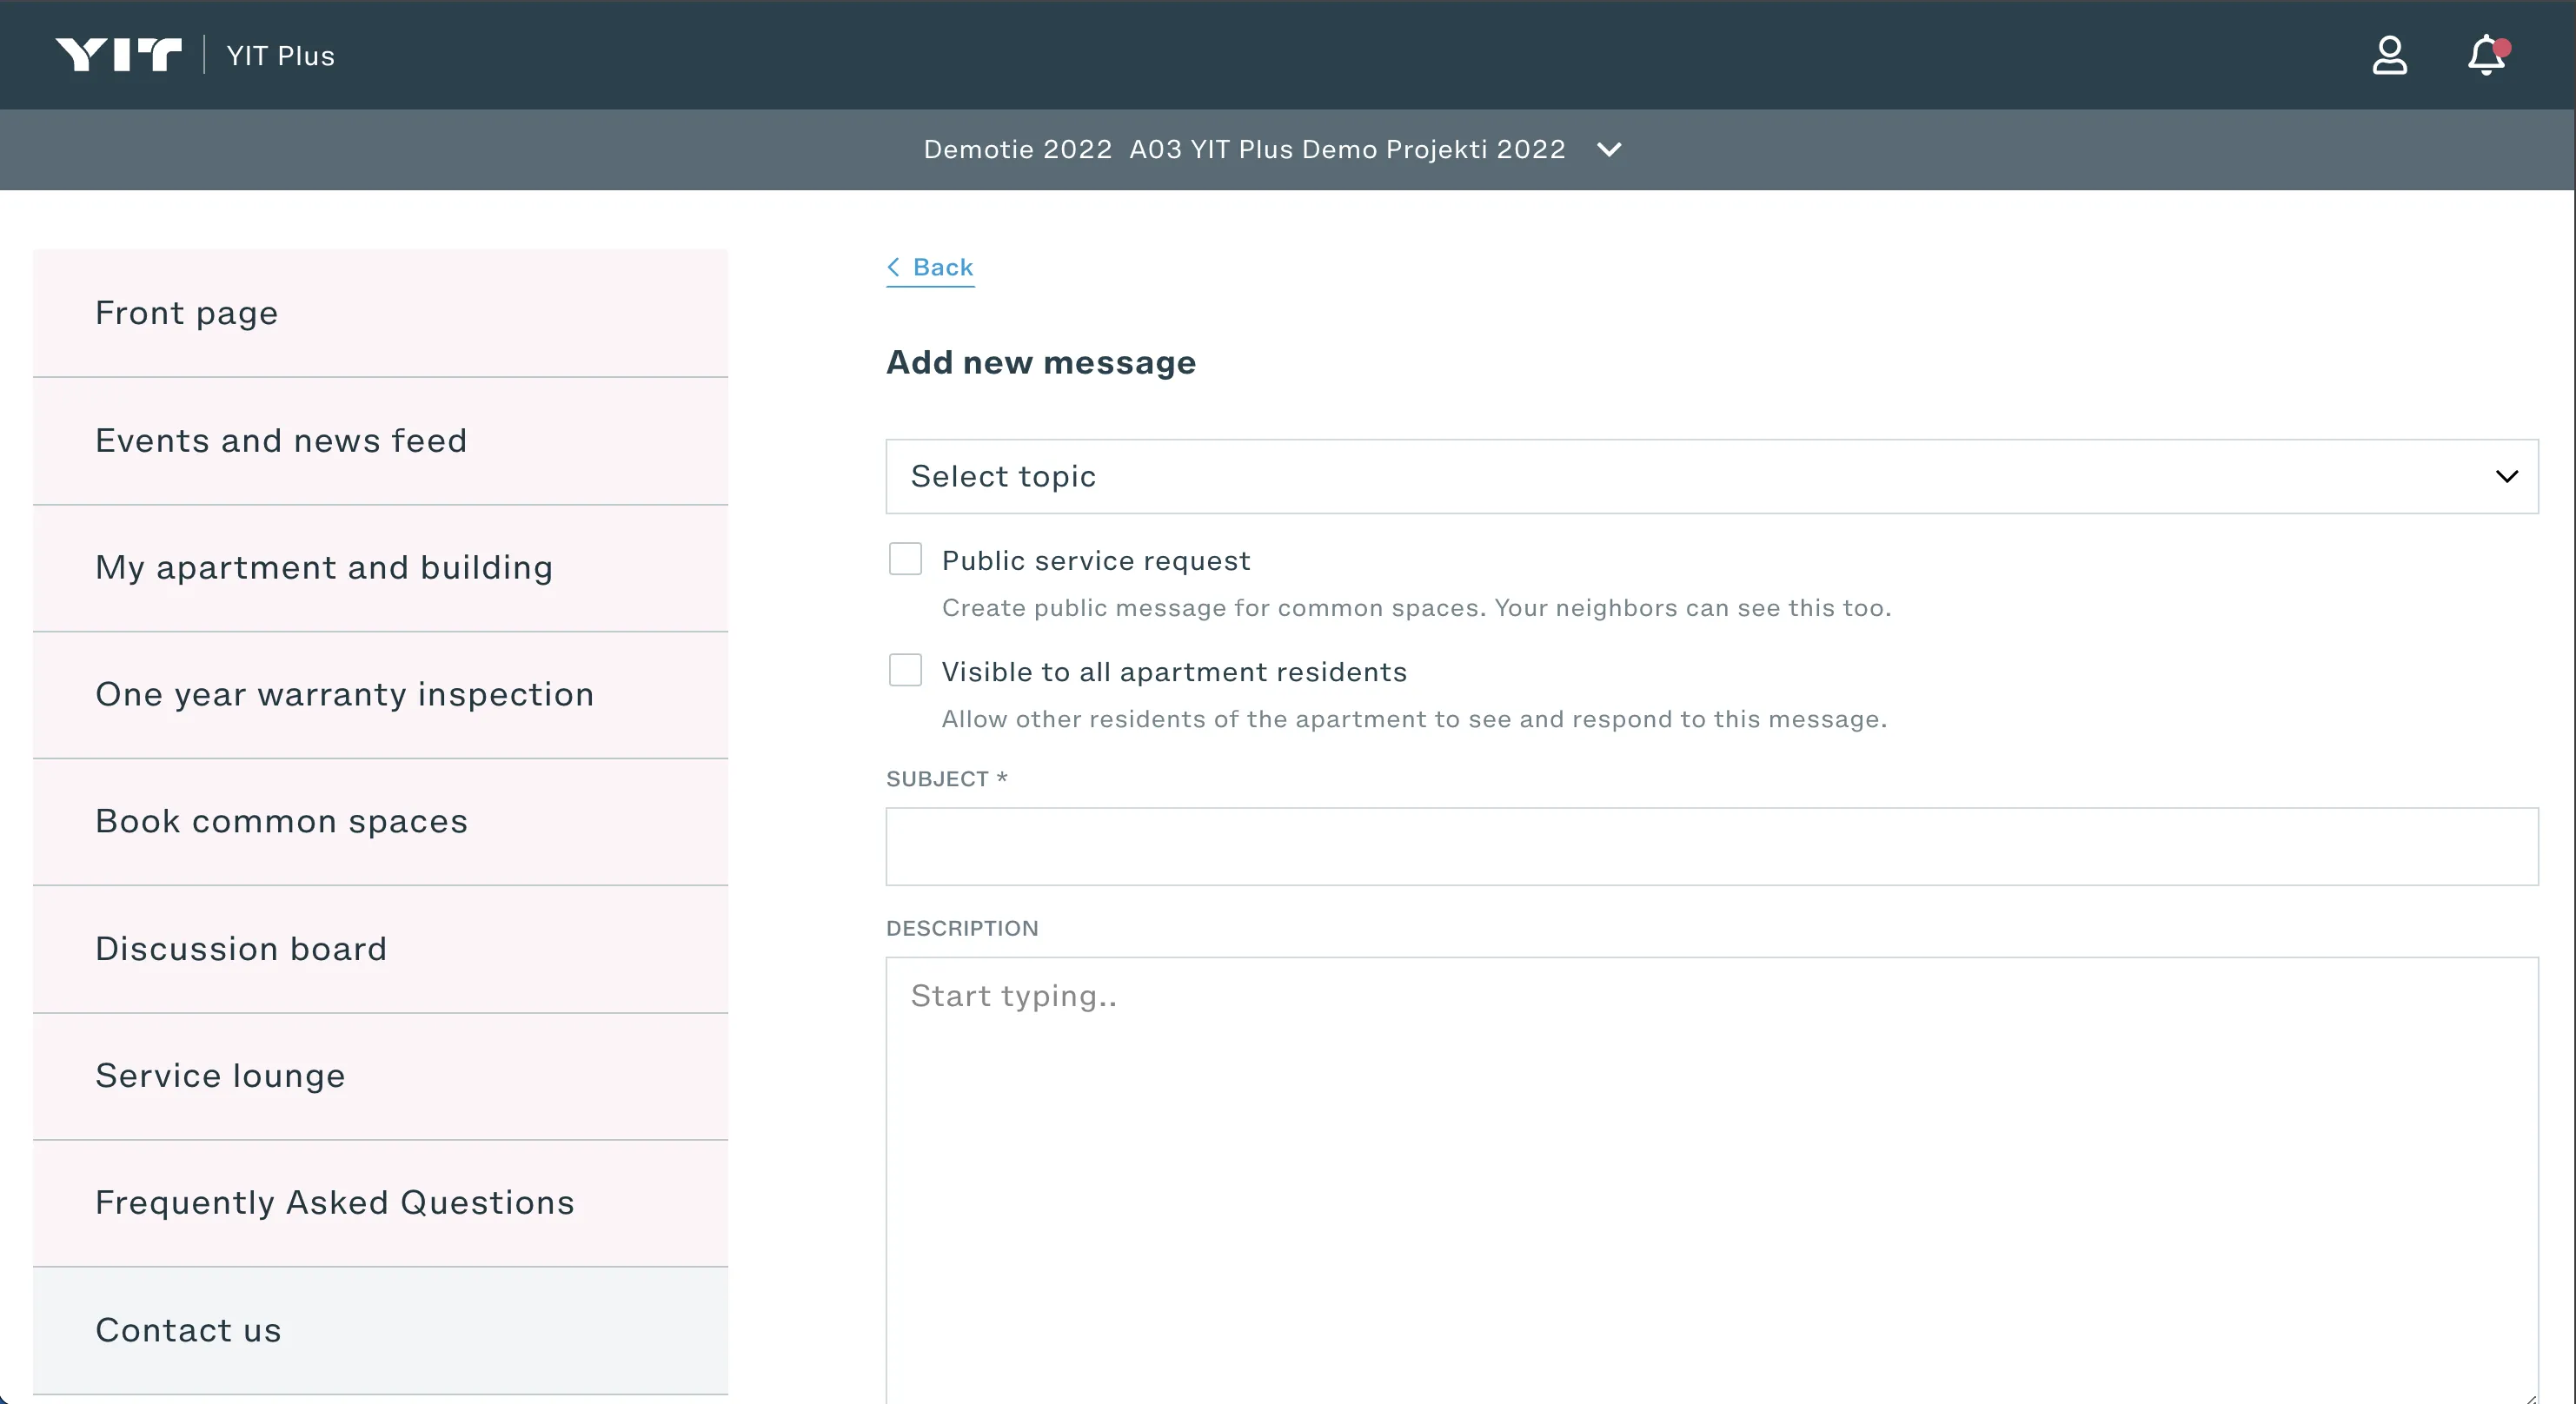 YIT YIT Plus
Demotie 2022 A03 YIT Plus Demo Projekti 2022
Front page
Events and news feed
My apartment and building
One year warranty inspection
Book common spaces
Discussion board
Service lounge
Frequently Asked Questions
Contact us
Back
Add new message
Select topic
Public service request
Create public message for common spaces. Your neighbors can see this too.
Visible to all apartment residents
Allow other residents of the apartment to see and respond to this message.
SUBJECT *
DESCRIPTION
Start typing..